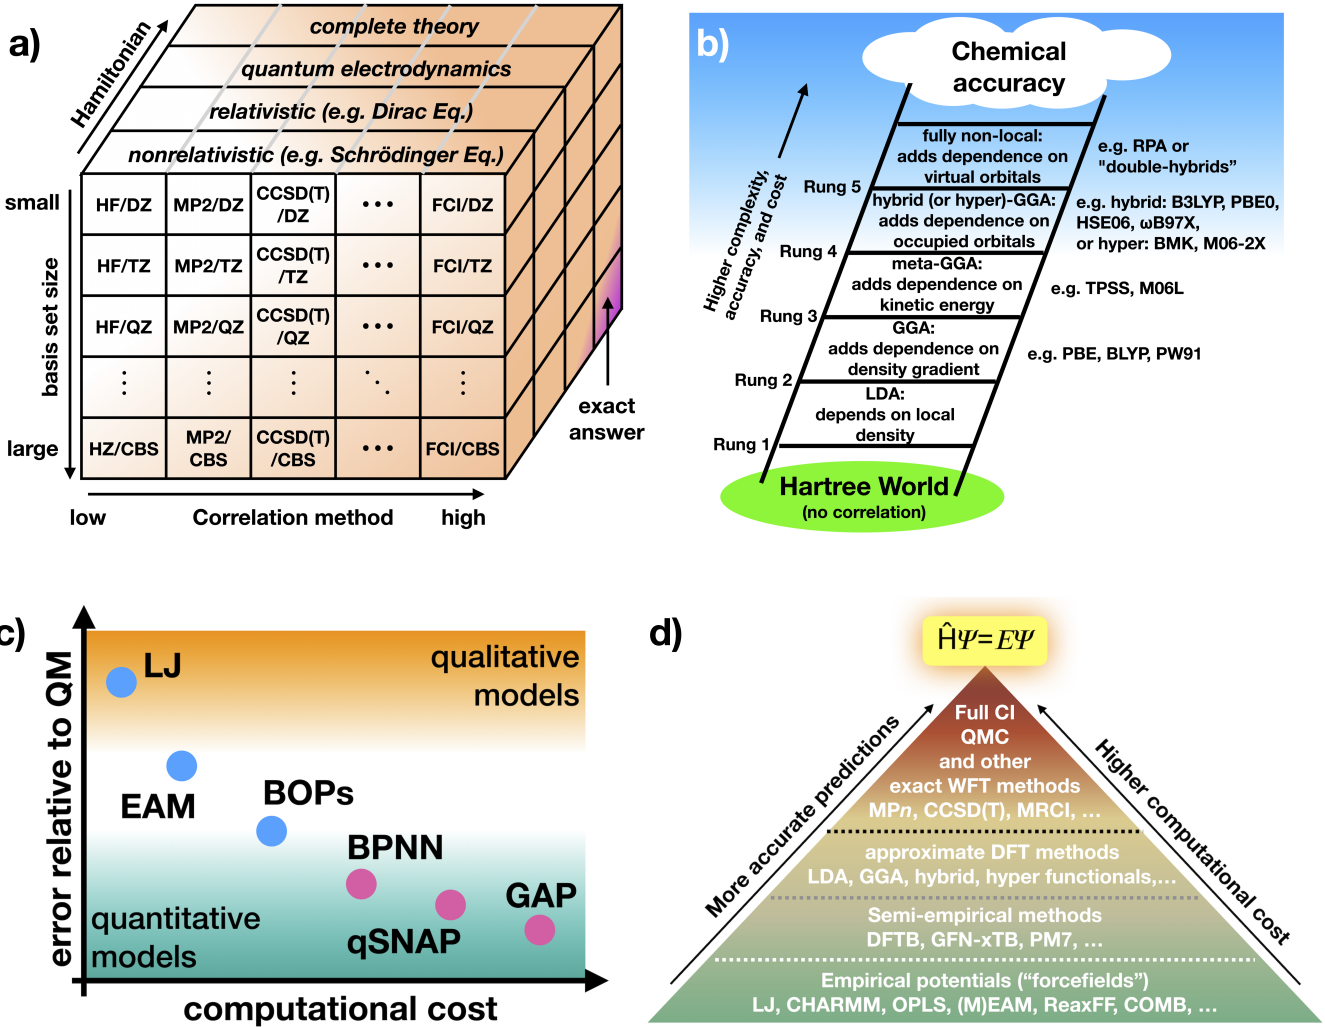 a)
Hamiltonian
complete theory
quantum electrodynamics
relativistic (e.g. Dirac Eq.)
nonrelativistic (e.g. Schrödinger Eq.)
small
basis set size
large
HF/DZ
MP2/DZ
CCSD(T)
/DZ
...
FCI/DZ
HF/TZ
MP2/TZ
CCSD(T)
/TZ
...
FCI/TZ
HF/QZ
MP2/QZ
CCSD(T)
/QZ
...
FCI/QZ
HZ/CBS
MP2/
CBS
CCSD(T)
/CBS
...
FCI/CBS
exact
answer
low
Correlation method
high
b)
Chemical
accuracy
Higher complexity,
accuracy, and cost
fully non-local:
adds dependence on
virtual orbitals
e.g. RPA or
"double-hybrids”
Rung 5
hybrid (or hyper)-GGA:
adds dependence on
occupied orbitals
e.g. hybrid: B3LYP, PBE0,
HSE06, ωB97X,
or hyper: BMK, M06-2X
Rung 4
meta-GGA:
adds dependence on
kinetic energy
e.g. TPSS, M06L
Rung 3
GGA:
adds dependence on
density gradient
e.g. PBE, BLYP, PW91
Rung 2
LDA:
depends on local
density
Rung 1
Hartree World
(no correlation)
c)
error relative to QM
LJ
qualitative
models
EAM
BOPs
BPNN
GAP
qSNAP
quantitative
models
computational cost
d)
ĤΨ=EΨ
More accurate predictions
Higher computational cost
Full CI
QMC
and other
exact WFT methods
MPn, CCSD(T), MRCI, ...
approximate DFT methods
LDA, GGA, hybrid, hyper functionals,...
Semi-empirical methods
DFTB, GFN-xTB, PM7, ...
Empirical potentials (“forcefields”)
LJ, CHARMM, OPLS, (M)EAM, ReaxFF, COMB, ...